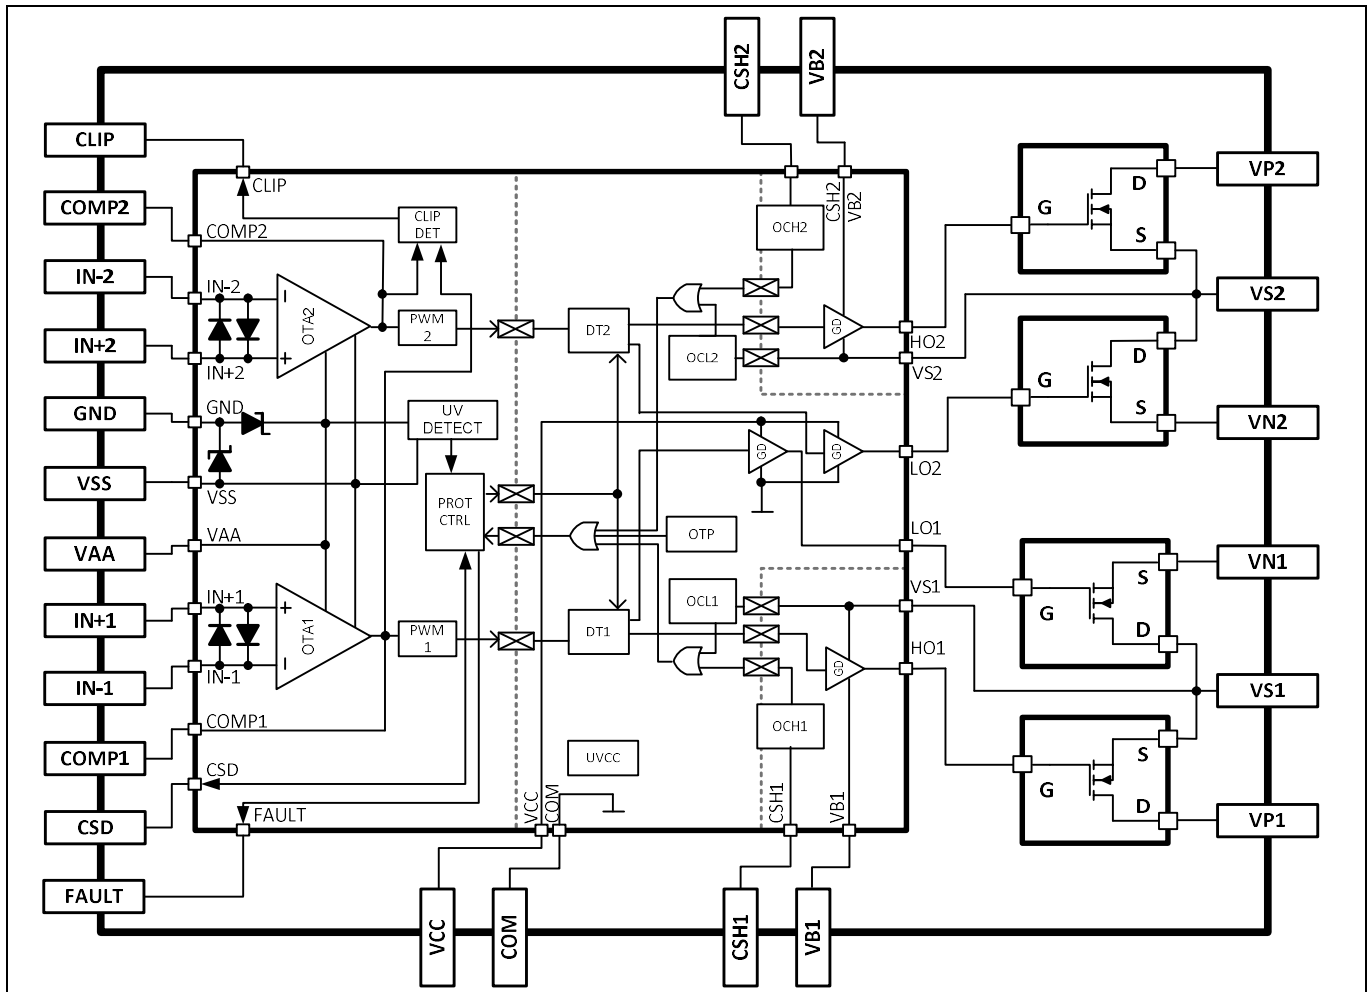 CSH2
VB2
CLIP
COMP2
IN-2
IN+2
GND
VSS
VAA
IN+1
IN-1
COMP1
CSD
FAULT
VCC
COM
CSH1
VB1
VP2
VS2
VN2
VN1
VS1
VP1
CLIP
COMP2
IN-2
IN+2
GND
VSS
VAA
IN+1
IN-1
COMP1
CSD
FAULT
VCC
COM
CSH1
VB1
CSH2
VB2
HO2
VS2
LO2
LO1
VS1
HO1
CLIP
DET
OTA2
PWM
2
UV
DETECT
PROT
CTRL
OTA1
PWM
1
DT2
DT1
OCH2
OCL2
GD
GD
GD
OTP
OCL1
GD
OCH1
UVCC
G
D
S
G
D
S
S
G
D
S
G
D